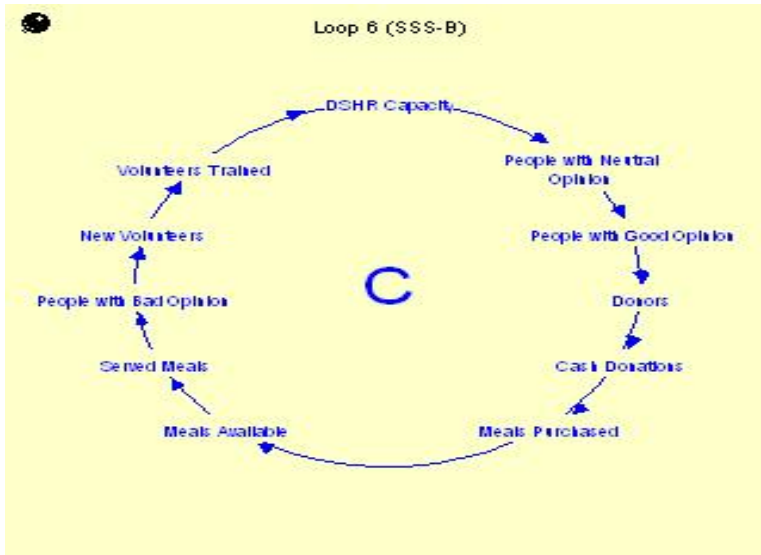 Loop 6 (SSS-B)
DSHR Capacity
People with Neutral
Opinion
People with Good Opinion
Donors
Cash Donations
Meals Purchased
Meals Available
Served Meals
People with Bad Opinion
New Volunteers
Volunteers Trained
C